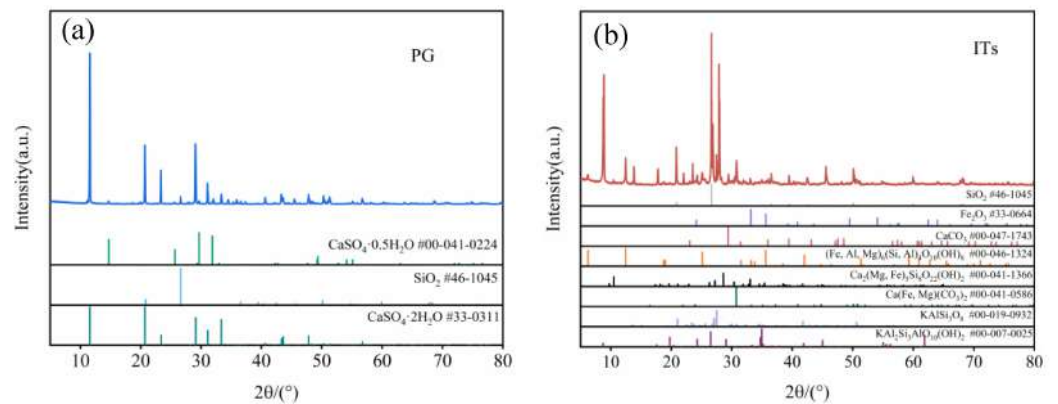 (a)
PG
Intensity(a.u.)
CaSO₄·0.5H₂O #00-041-0224
SiO₂ #46-1045
CaSO₄·2H₂O #33-0311
10 20 30 40 50 60 70 80
2θ/(°)
(b)
ITs
Intensity(a.u.)
SiO₂ #46-1045
Fe₂O₃ #33-0664
CaCO₃ #00-047-1743
(Fe, Al, Mg)₆(Si, Al)₄O₁₀(OH)₈ #00-046-1324
Ca₂(Mg, Fe)₅Si₈O₂₂(OH)₂ #00-041-1366
Ca(Fe, Mg)(CO₃)₂ #00-041-0586
KAlSi₃O₈ #00-019-0932
KAl₂Si₃AlO₁₀(OH)₂ #00-007-0025
10 20 30 40 50 60 70 80
2θ/(°)